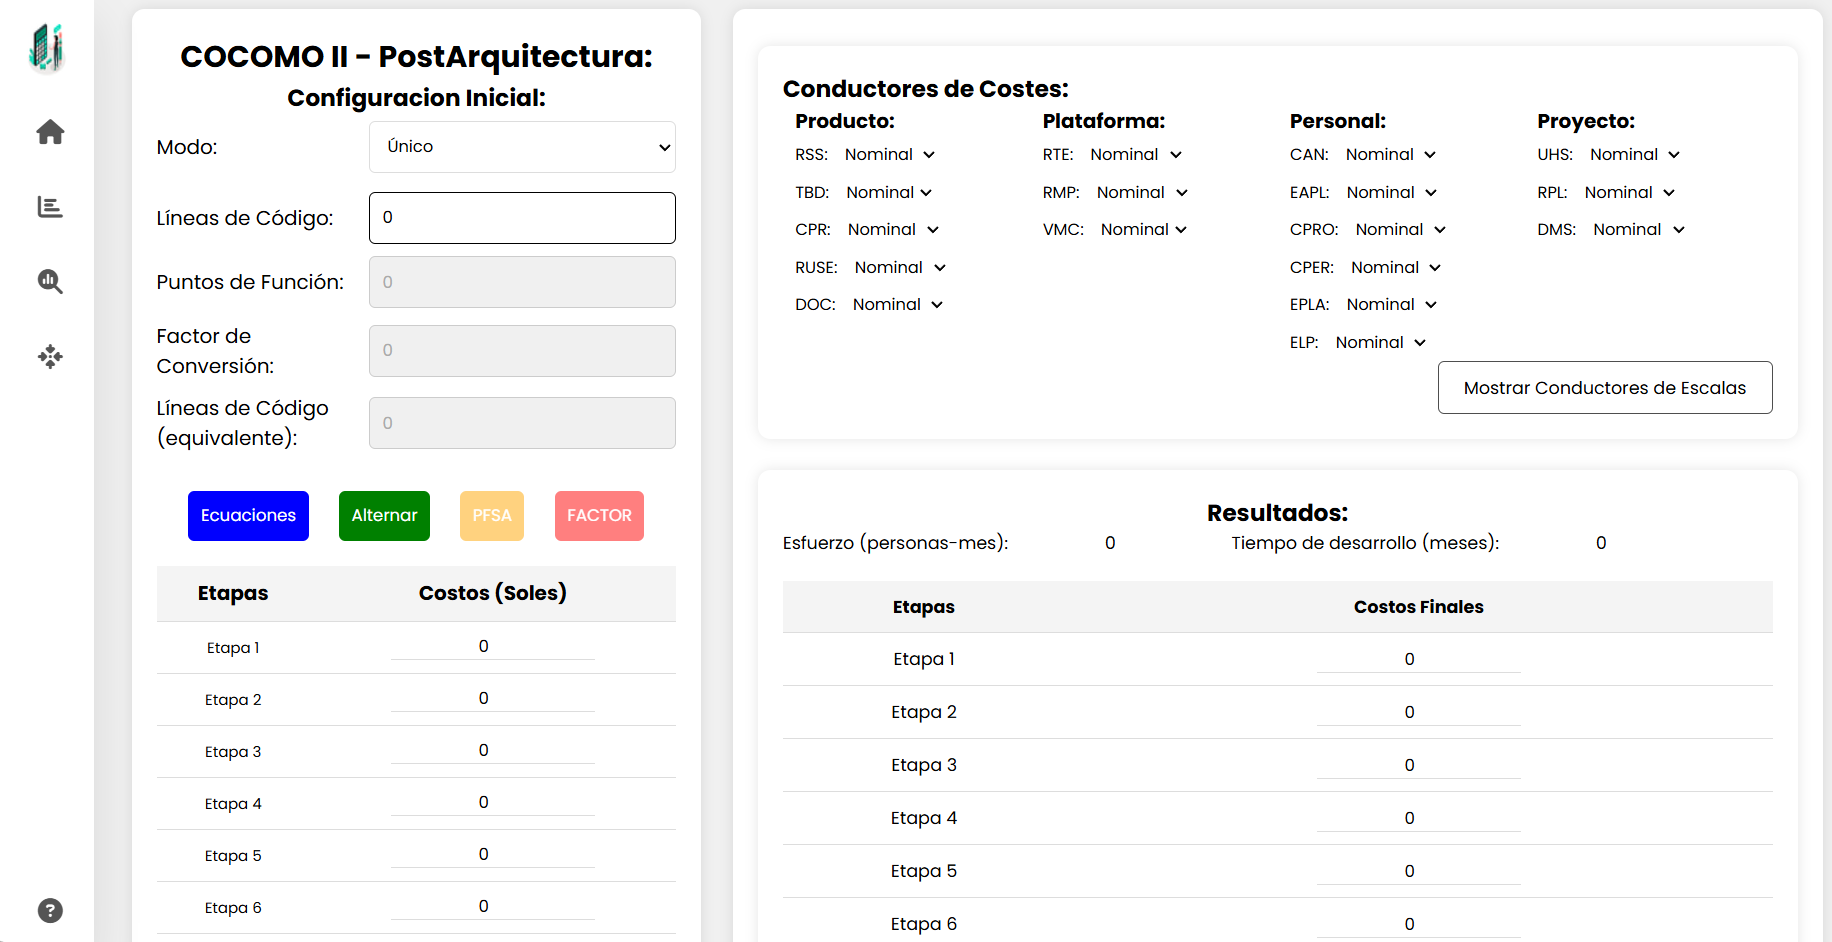 COCOMO II - PostArquitectura:
Configuracion Inicial:
Modo: Único
Líneas de Código: 0
Puntos de Función: 0
Factor de
Conversión:
0
Líneas de Código
(equivalente):
0
Ecuaciones Alternar PFSA FACTOR
Etapas Costos (Soles)
Etapa 1 0
Etapa 2 0
Etapa 3 0
Etapa 4 0
Etapa 5 0
Etapa 6 0
Conductores de Costes:
Producto: Plataforma: Personal: Proyecto:
RSS: Nominal RTE: Nominal CAN: Nominal UHS: Nominal
TBD: Nominal RMP: Nominal EAPL: Nominal RPL: Nominal
CPR: Nominal VMC: Nominal CPRO: Nominal DMS: Nominal
RUSE: Nominal CPER: Nominal
DOC: Nominal EPLA: Nominal
ELP: Nominal
Mostrar Conductores de Escalas
Resultados:
Esfuerzo (personas-mes): 0 Tiempo de desarrollo (meses): 0
Etapas Costos Finales
Etapa 1 0
Etapa 2 0
Etapa 3 0
Etapa 4 0
Etapa 5 0
Etapa 6 0